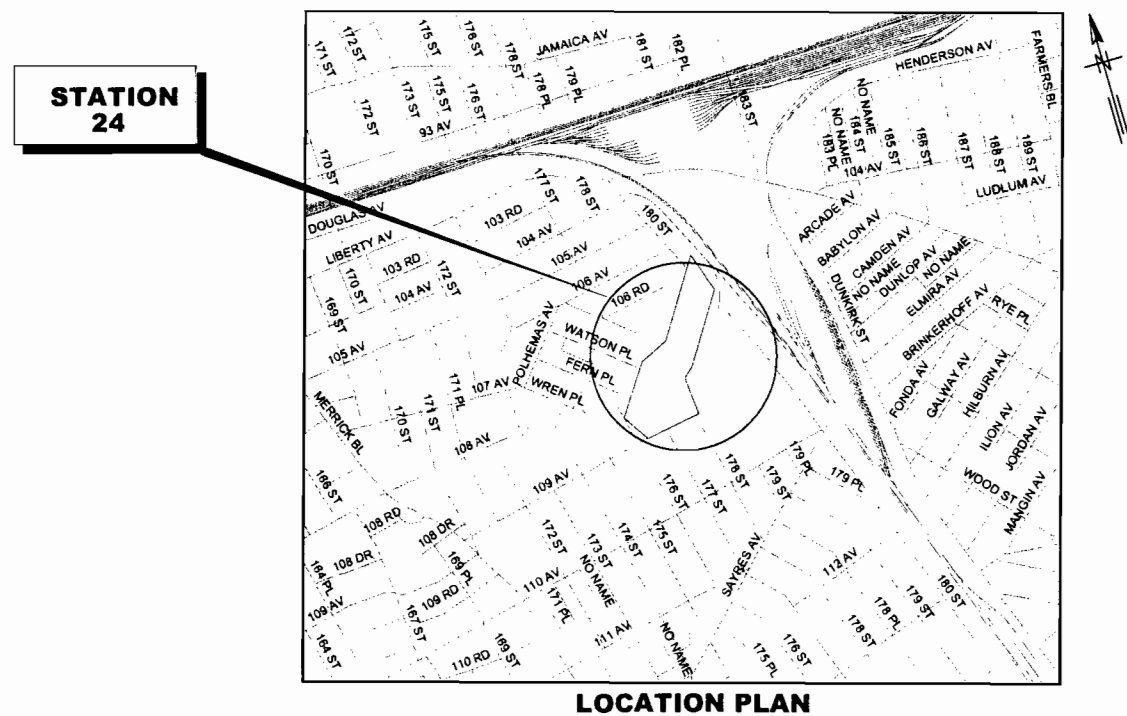 STATION
24
171 ST
172 ST
175 ST
176 ST
178 ST
JAMAICA AV
181 ST
182 PL
HENDERSON AV
FARMERS BL
178 PL
179 PL
172 ST
173 ST
175 ST
176 ST
93 AV
183 ST
NO NAME
NO NAME
183 PL
184 ST
185 ST
186 ST
187 ST
188 ST
189 ST
104 AV
LUDLUM AV
170 ST
DOUGLAS AV
LIBERTY AV
177 ST
178 ST
180 ST
103 RD
104 AV
105 AV
106 AV
106 RD
170 ST
103 RD
104 AV
172 ST
169 ST
105 AV
ARCADE AV
BABYLON AV
CAMDEN AV
NO NAME
DUNLOP AV
NO NAME
ELMIRA AV
DUNKIRK ST
BRINKERHOFF AV
RYE PL
FONDA AV
GALWAY AV
HILBURN AV
ILION AV
JORDAN AV
WOOD ST
MANGIN AV
POLHEMAS AV
WATSON PL
FERN PL
WREN PL
107 AV
171 PL
171 ST
170 ST
108 AV
MERRICK BL
109 AV
166 ST
108 RD
108 DR
108 DR
164 PL
109 AV
164 ST
169 PL
109 RD
167 ST
110 RD
169 ST
172 ST
173 ST
174 ST
175 ST
NO NAME
110 AV
171 PL
111 AV
NO NAME
176 ST
177 ST
178 ST
179 ST
179 PL
179 PL
SAYRES AV
112 AV
175 PL
176 ST
178 ST
178 PL
179 ST
180 ST
N
LOCATION PLAN